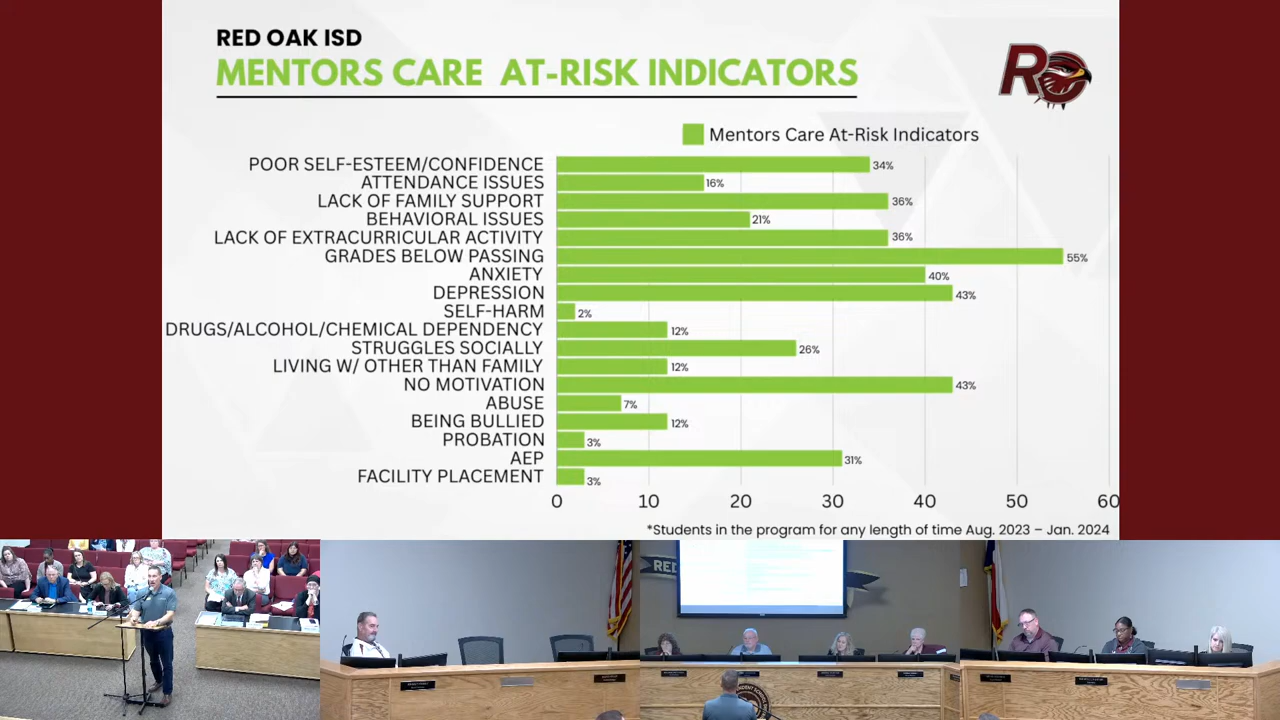 RED OAK ISD
MENTORS CARE AT-RISK INDICATORS
RO
Mentors Care At-Risk Indicators
POOR SELF-ESTEEM/CONFIDENCE 34%
ATTENDANCE ISSUES 16%
LACK OF FAMILY SUPPORT 36%
BEHAVIORAL ISSUES 21%
LACK OF EXTRACURRICULAR ACTIVITY 36%
GRADES BELOW PASSING 55%
ANXIETY 40%
DEPRESSION 43%
SELF-HARM 2%
DRUGS/ALCOHOL/CHEMICAL DEPENDENCY 12%
STRUGGLES SOCIALLY 26%
LIVING W/ OTHER THAN FAMILY 12%
NO MOTIVATION 43%
ABUSE 7%
BEING BULLIED 12%
PROBATION 3%
AEP 31%
FACILITY PLACEMENT 3%
0 10 20 30 40 50 60
*Students in the program for any length of time Aug. 2023 – Jan. 2024
RED